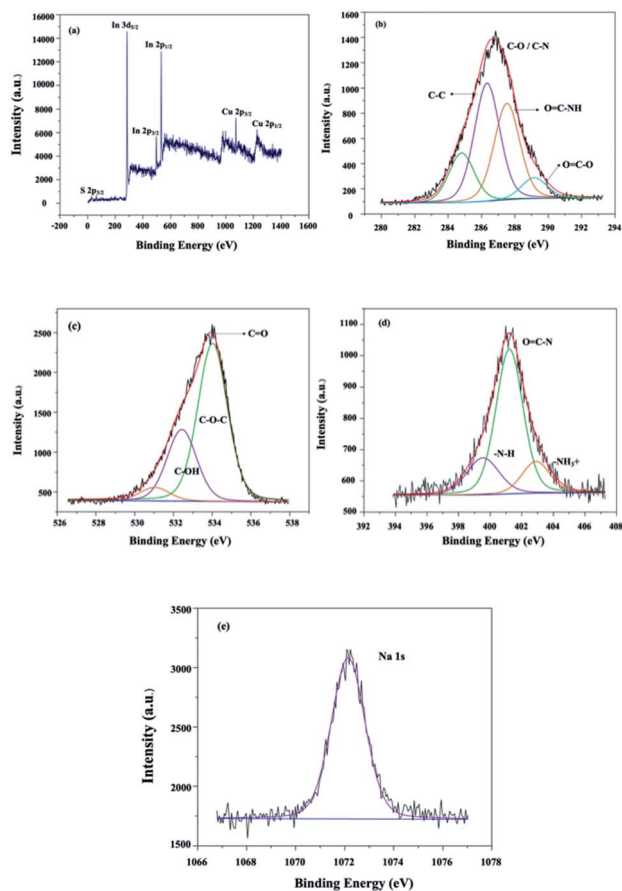 (a)
In 3d5/2
In 2p1/2
In 2p3/2
Cu 2p3/2
Cu 2p1/2
S 2p3/2
16000
14000
12000
10000
8000
6000
4000
2000
0
-200 0 200 400 600 800 1000 1200 1400 1600
Binding Energy (eV)
Intensity (a.u.)
(b)
C-O / C-N
C-C
O=C-NH
O=C-O
1600
1400
1200
1000
800
600
400
200
0
280 282 284 286 288 290 292 294
Binding Energy (eV)
Intensity (a.u.)
(c)
C=O
C-O-C
C-OH
2500
2000
1500
1000
500
526 528 530 532 534 536 538
Binding Energy (eV)
Intensity (a.u.)
(d)
O=C-N
-N-H
-NH3+
1100
1000
900
800
700
600
550
500
392 394 396 398 400 402 404 406 408
Binding Energy (eV)
Intensity (a.u.)
(e)
Na 1s
3500
3000
2500
2000
1500
1066 1068 1070 1072 1074 1076 1078
Binding Energy (eV)
Intensity (a.u.)